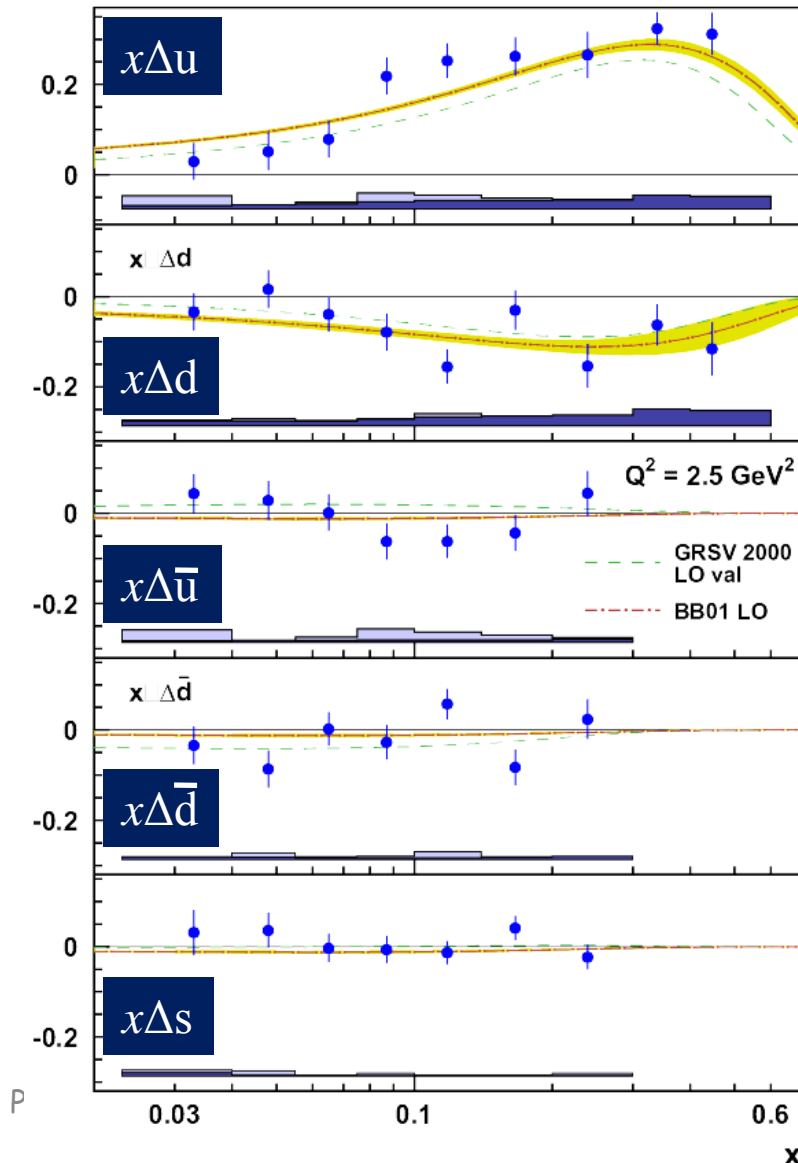 xΔu
0.2
0
x Δd
0
xΔd
-0.2
Q² = 2.5 GeV²
0
GRSV 2000
LO val
xΔū
BB01 LO
-0.2
x Δd̄
0
xΔd̄
-0.2
0
xΔs
-0.2
P
0.03 0.1 0.6
x